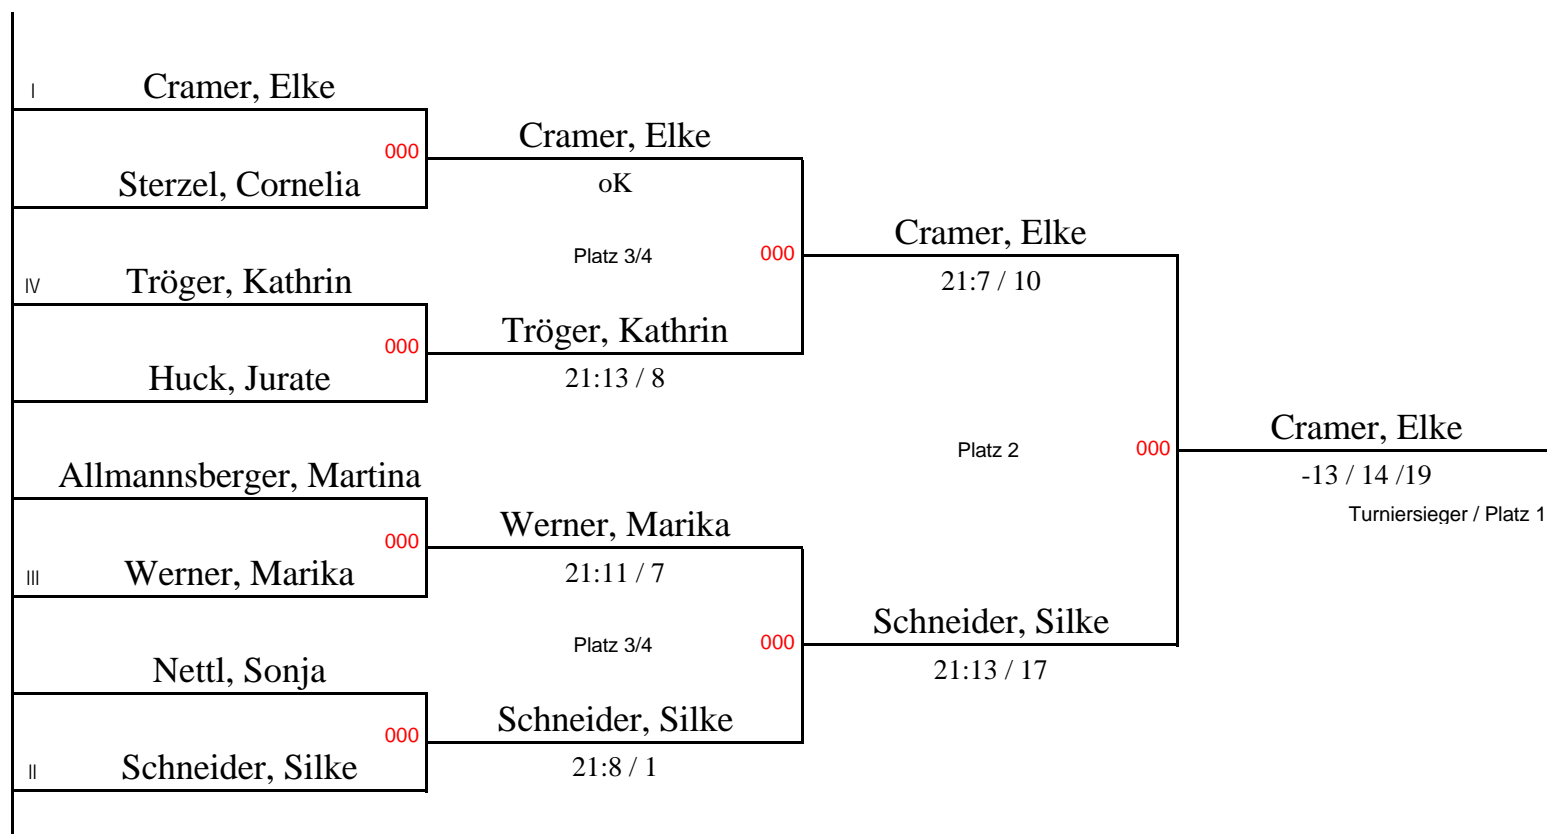 I Cramer, Elke
000
Sterzel, Cornelia
Cramer, Elke
oK
IV Tröger, Kathrin
000
Huck, Jurate
Tröger, Kathrin
21:13 / 8
Platz 3/4 000
Cramer, Elke
21:7 / 10
Allmannsberger, Martina
000
III Werner, Marika
Werner, Marika
21:11 / 7
Nettl, Sonja
000
II Schneider, Silke
Schneider, Silke
21:8 / 1
Platz 3/4 000
Schneider, Silke
21:13 / 17
Platz 2 000
Cramer, Elke
-13 / 14 /19
Turniersieger / Platz 1